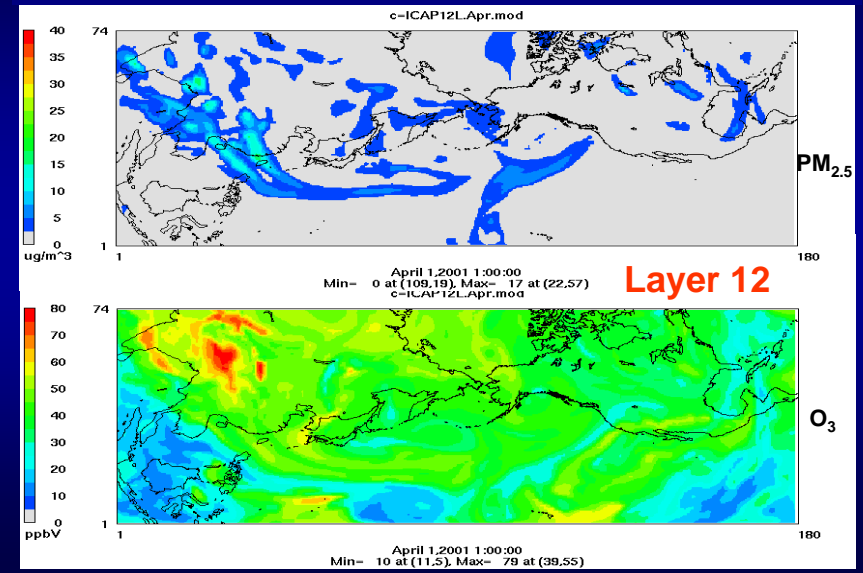 c=ICAP12L.Apr.mod
40
35
30
25
20
15
10
5
0
ug/m^3
74
1
1
180
PM2.5
April 1,2001 1:00:00
Min= 0 at (109,19), Max= 17 at (22,57)
Layer 12
c=ICAP12L.Apr.mod
80
70
60
50
40
30
20
10
0
ppbV
74
1
1
180
O3
April 1,2001 1:00:00
Min= 10 at (11,5), Max= 79 at (39,55)